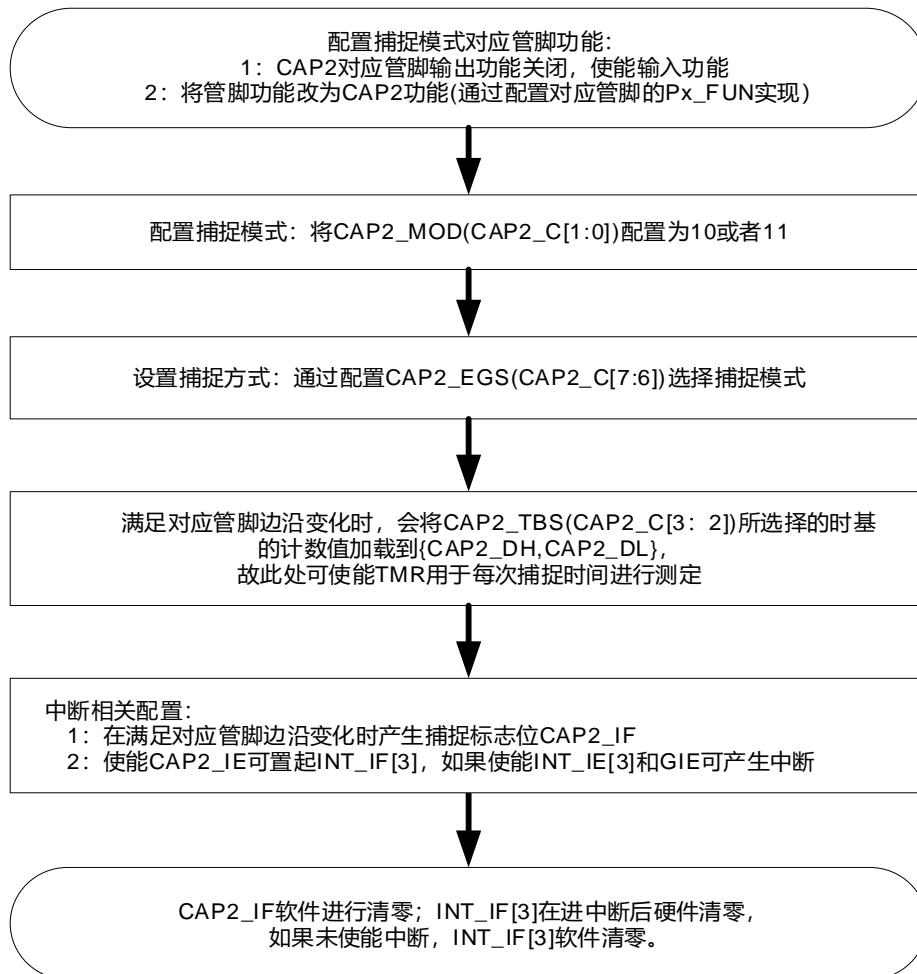 配置捕捉模式对应管脚功能：
1：CAP2对应管脚输出功能关闭，使能输入功能
2：将管脚功能改为CAP2功能(通过配置对应管脚的Px_FUN实现)
配置捕捉模式：将CAP2_MOD(CAP2_C[1:0])配置为10或者11
设置捕捉方式：通过配置CAP2_EGS(CAP2_C[7:6])选择捕捉模式
满足对应管脚边沿变化时，会将CAP2_TBS(CAP2_C[3：2])所选择的时基
的计数值加载到{CAP2_DH,CAP2_DL}，
故此处可使能TMR用于每次捕捉时间进行测定
中断相关配置：
1：在满足对应管脚边沿变化时产生捕捉标志位CAP2_IF
2：使能CAP2_IE可置起INT_IF[3]，如果使能INT_IE[3]和GIE可产生中断
CAP2_IF软件进行清零；INT_IF[3]在进中断后硬件清零，
如果未使能中断，INT_IF[3]软件清零。